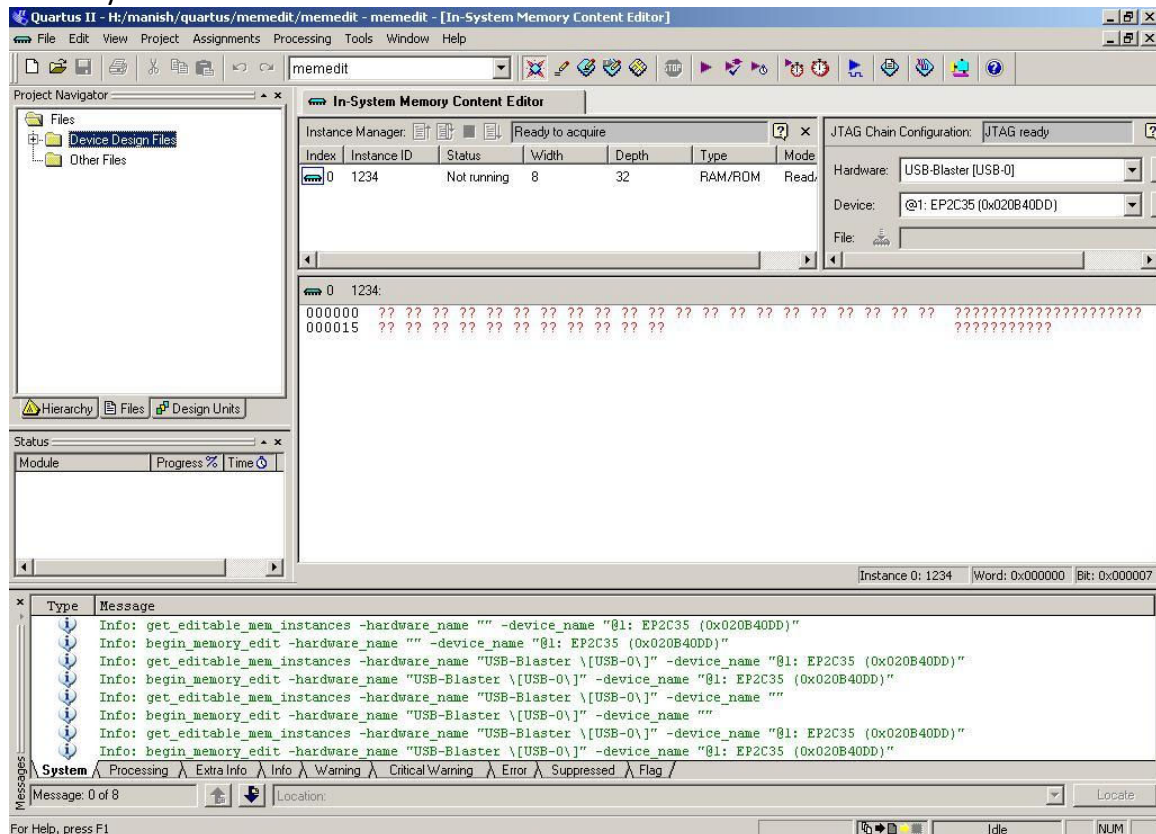 Quartus II - H:/manish/quartus/memedit/memedit - memedit - [In-System Memory Content Editor]
File Edit View Project Assignments Processing Tools Window Help
memedit
Project Navigator
Files
Device Design Files
Other Files
Hierarchy Files Design Units
Status
Module Progress % Time
In-System Memory Content Editor
Instance Manager: Ready to acquire
Index Instance ID Status Width Depth Type Mode
0 1234 Not running 8 32 RAM/ROM Read/
JTAG Chain Configuration: JTAG ready
Hardware: USB-Blaster [USB-0]
Device: @1: EP2C35 (0x020B40DD)
File:
0 1234:
000000 ?? ?? ?? ?? ?? ?? ?? ?? ?? ?? ?? ?? ?? ?? ?? ?? ?? ?? ?? ?? ?? ?????????????????????
000015 ?? ?? ?? ?? ?? ?? ?? ?? ?? ?? ?? ???????????
Instance 0: 1234 Word: 0x000000 Bit: 0x000007
Type Message
Info: get_editable_mem_instances -hardware_name "" -device_name "@1: EP2C35 (0x020B40DD)"
Info: begin_memory_edit -hardware_name "" -device_name "@1: EP2C35 (0x020B40DD)"
Info: get_editable_mem_instances -hardware_name "USB-Blaster \[USB-0\]" -device_name "@1: EP2C35 (0x020B40DD)"
Info: begin_memory_edit -hardware_name "USB-Blaster \[USB-0\]" -device_name "@1: EP2C35 (0x020B40DD)"
Info: get_editable_mem_instances -hardware_name "USB-Blaster \[USB-0\]" -device_name ""
Info: begin_memory_edit -hardware_name "USB-Blaster \[USB-0\]" -device_name ""
Info: get_editable_mem_instances -hardware_name "USB-Blaster \[USB-0\]" -device_name "@1: EP2C35 (0x020B40DD)"
Info: begin_memory_edit -hardware_name "USB-Blaster \[USB-0\]" -device_name "@1: EP2C35 (0x020B40DD)"
System Processing Extra Info Info Warning Critical Warning Error Suppressed Flag
Messages
Message: 0 of 8 Location: Locate
For Help, press F1 Idle NUM